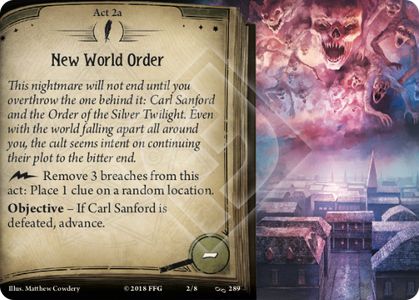 Act 2a
New World Order
This nightmare will not end until you
overthrow the one behind it: Carl Sanford
and the Order of the Silver Twilight. Even
with the world falling apart all around
you, the cult seems intent on continuing
their plot to the bitter end.
Remove 3 breaches from this
act: Place 1 clue on a random location.
Objective – If Carl Sanford is
defeated, advance.
–
Illus. Matthew Cowdery © 2018 FFG 2/8 289